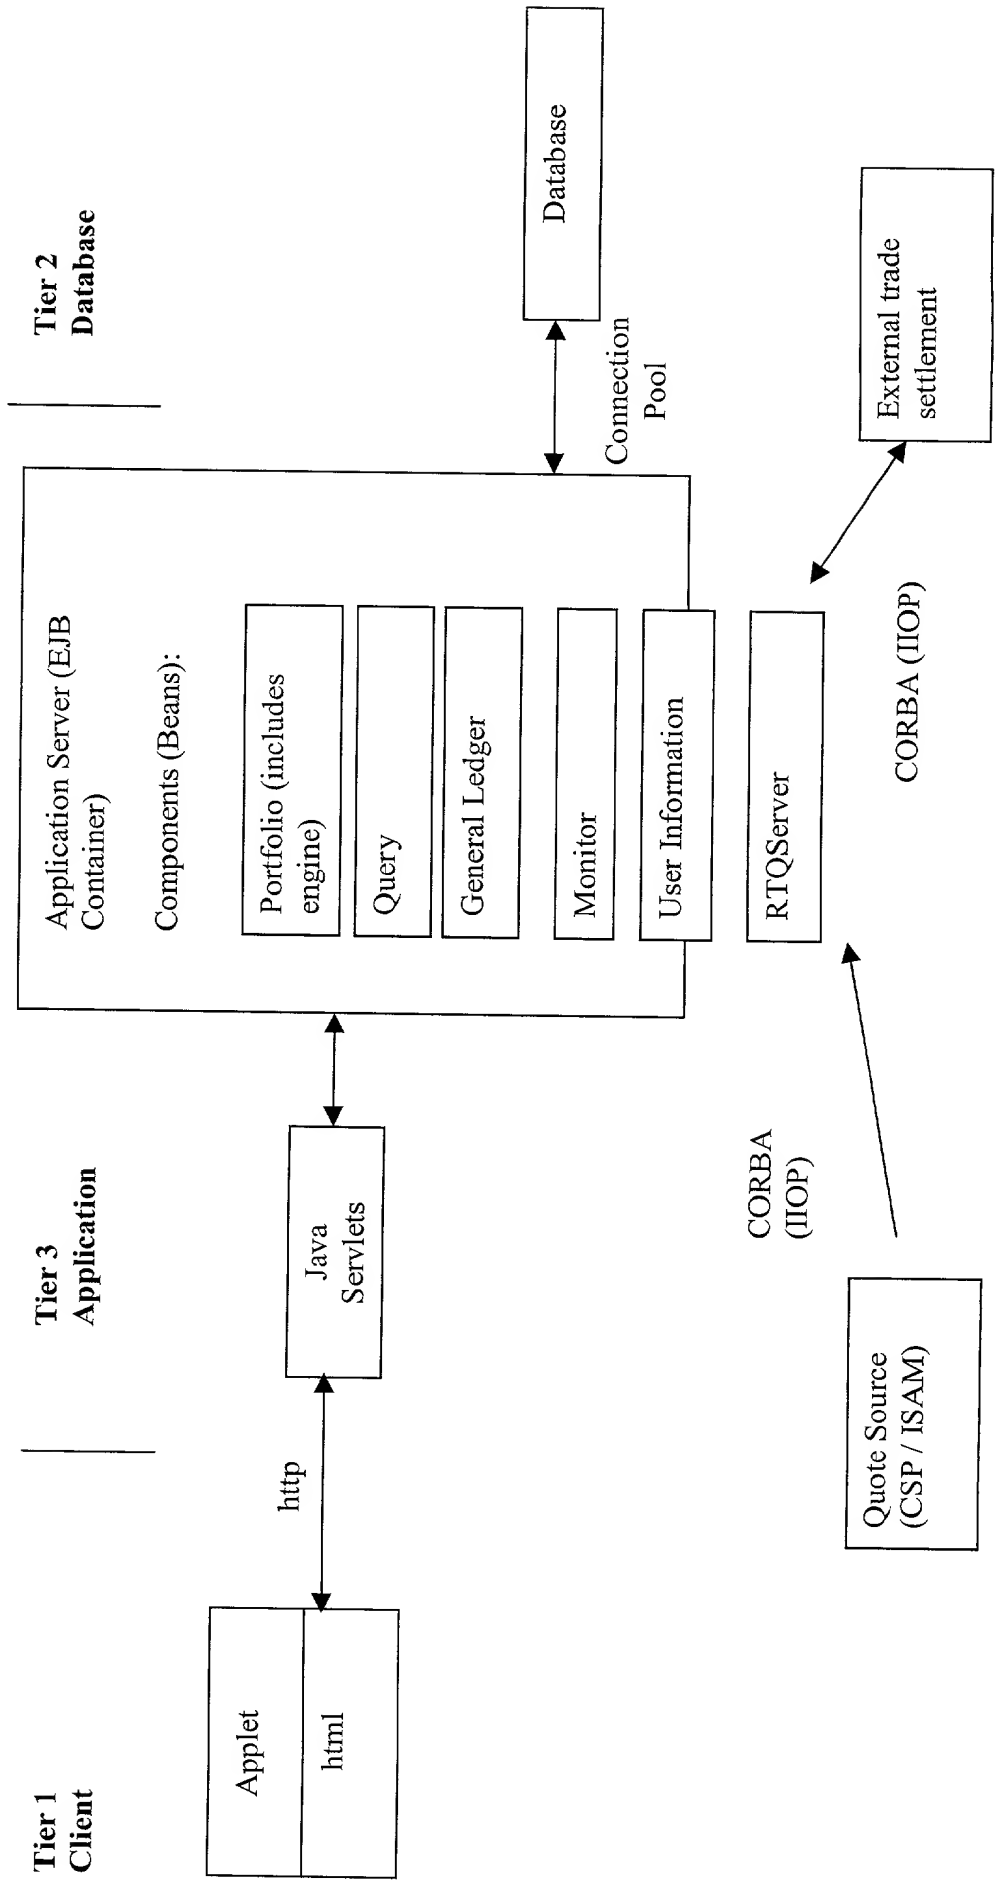 Tier 1
Client
Tier 3
Application
Tier 2
Database
Applet
html
http
Java
Servlets
Application Server (EJB
Container)
Components (Beans):
Portfolio (includes
engine)
Query
General Ledger
Monitor
User Information
RTQServer
Connection
Pool
Database
Quote Source
(CSP / ISAM)
CORBA
(IIOP)
CORBA (IIOP)
External trade
settlement